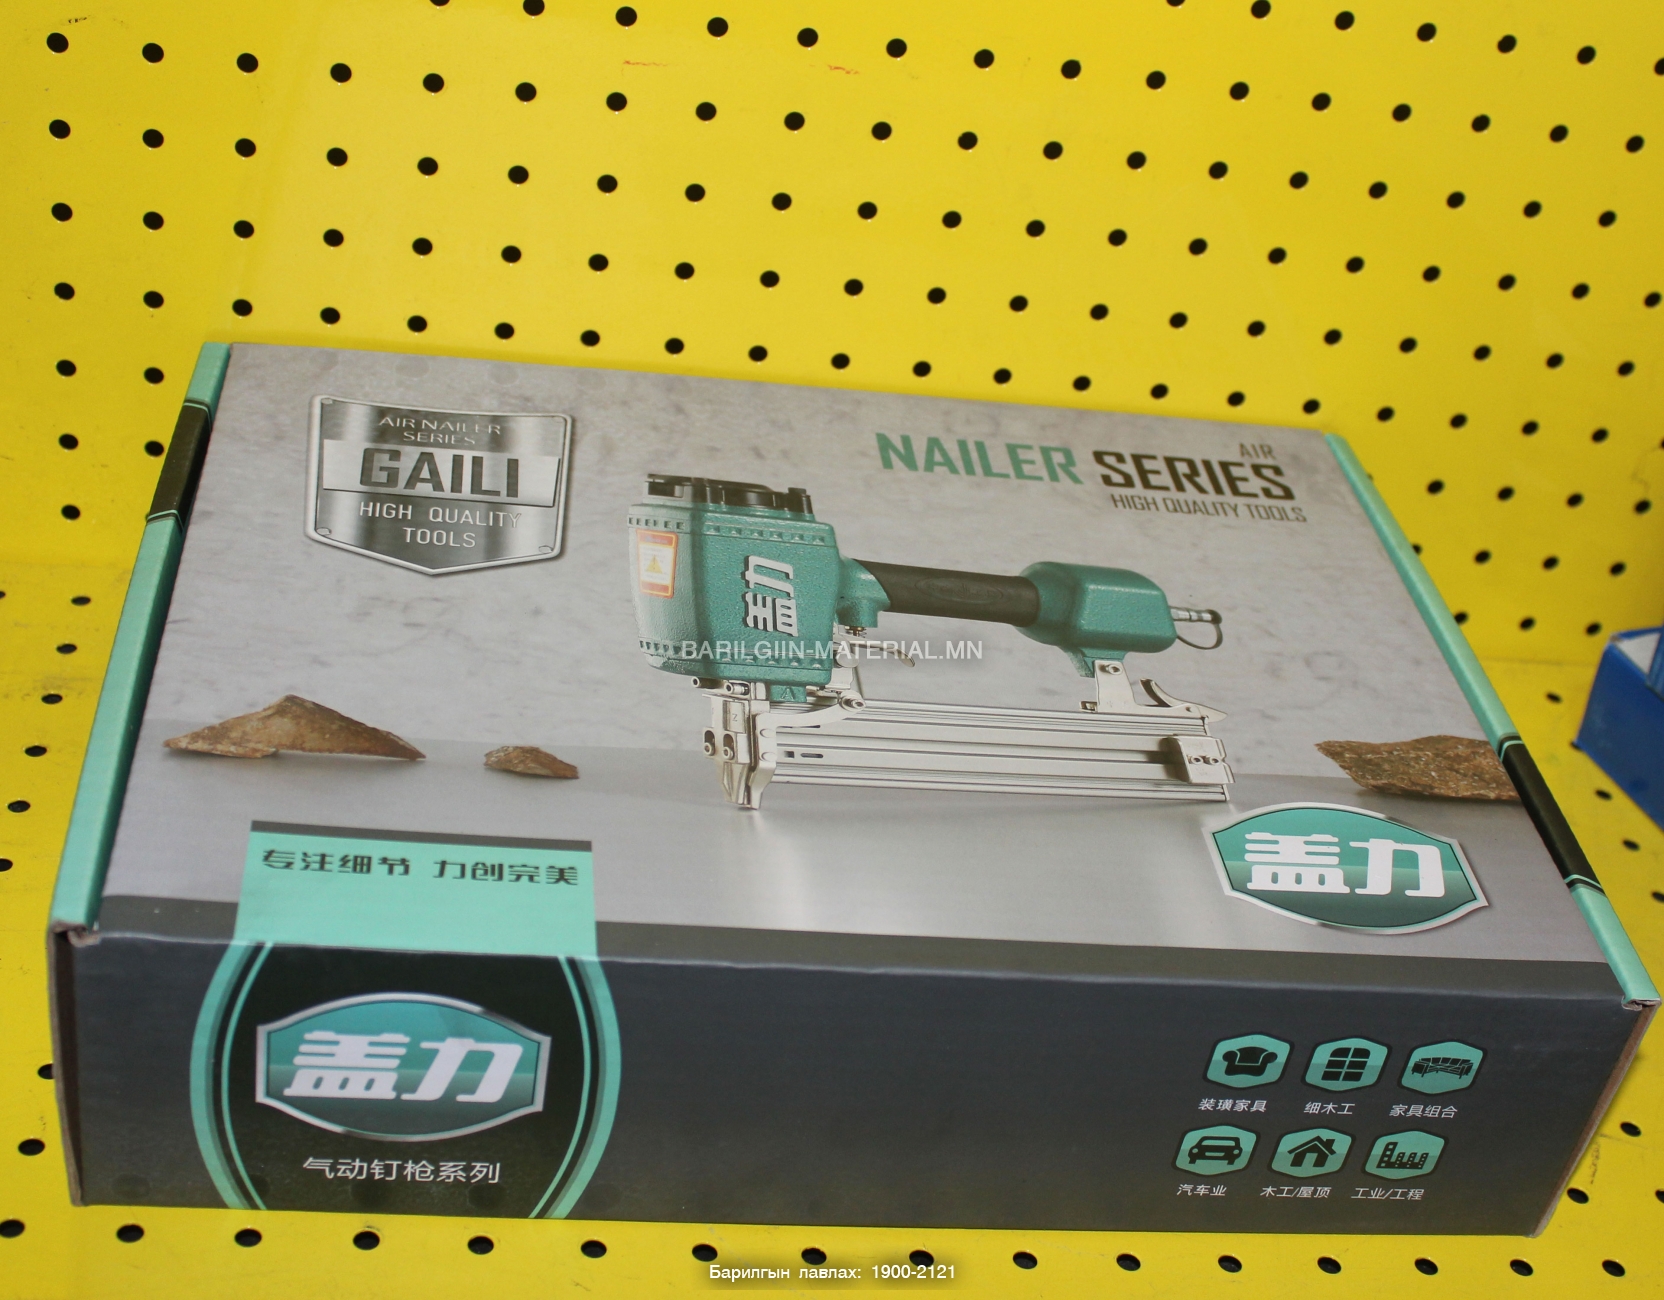 AIR NAILER
SERIES
GAILI
HIGH QUALITY
TOOLS
AIR
NAILER SERIES
HIGH QUALITY TOOLS
盖力
BARILGIIN-MATERIAL.MN
盖力
专注细节 力创完美
盖力
气动钉枪系列
装璜家具 细木工 家具组合
汽车业 木工/屋顶 工业/工程
Барилгын лавлах: 1900-2121